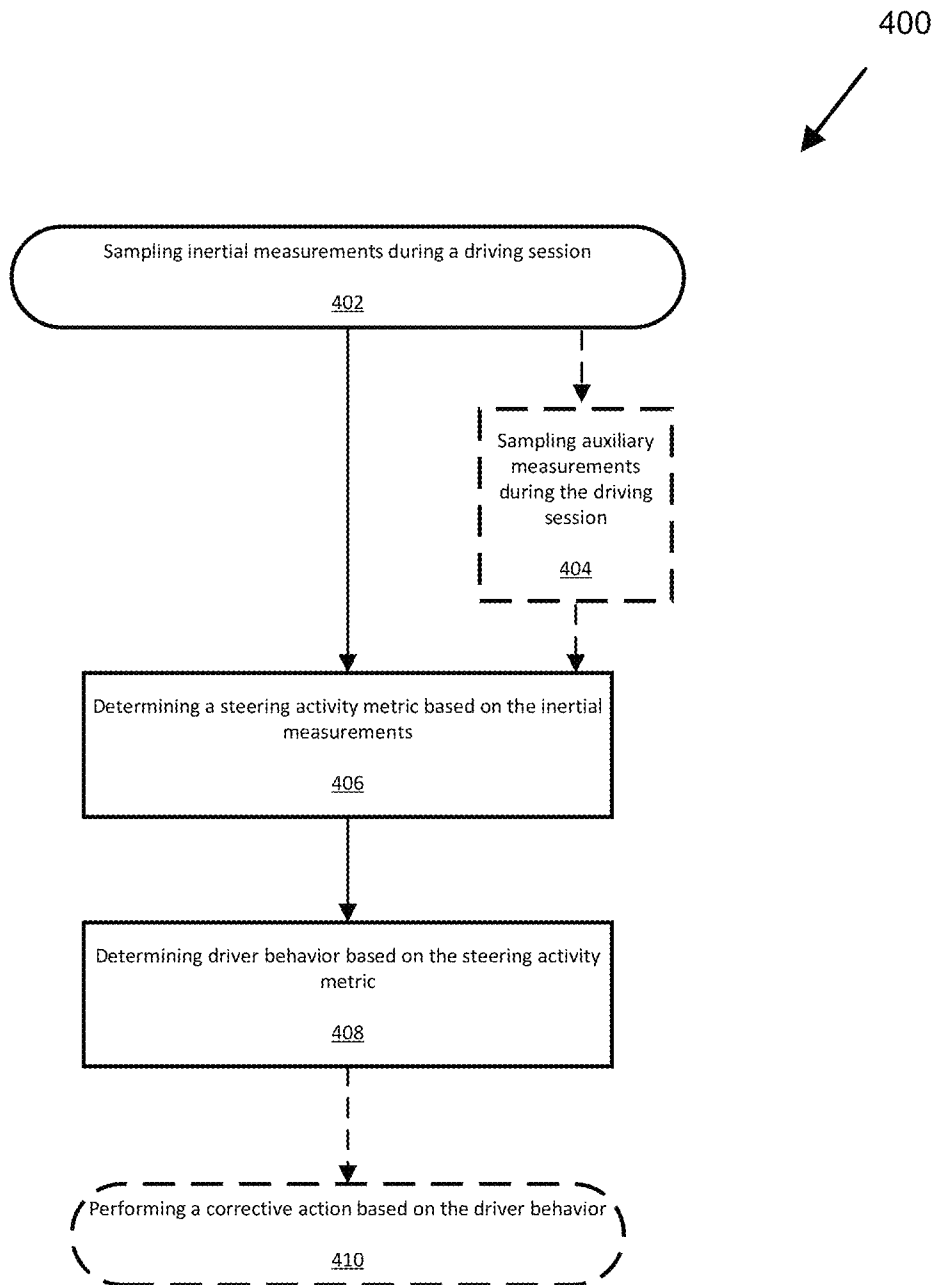 400
Sampling inertial measurements during a driving session
402
Sampling auxiliary
measurements
during the driving
session
404
Determining a steering activity metric based on the inertial
measurements
406
Determining driver behavior based on the steering activity
metric
408
Performing a corrective action based on the driver behavior
410